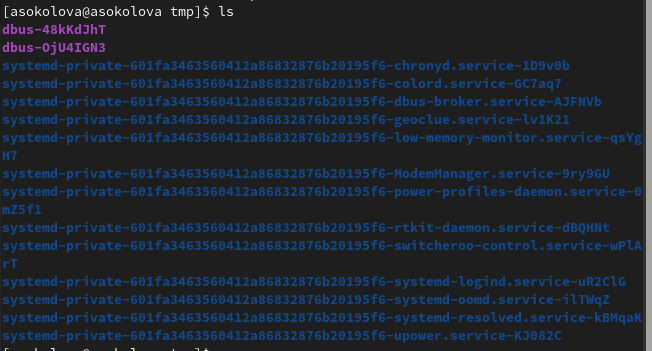 [asokolova@asokolova tmp]$ ls
dbus-48kKdJhT
dbus-OjU4IGN3
systemd-private-601fa3463560412a86832876b20195f6-chronyd.service-1D9v0b
systemd-private-601fa3463560412a86832876b20195f6-colord.service-GC7aq7
systemd-private-601fa3463560412a86832876b20195f6-dbus-broker.service-AJFNVb
systemd-private-601fa3463560412a86832876b20195f6-geoclue.service-lv1K21
systemd-private-601fa3463560412a86832876b20195f6-low-memory-monitor.service-qsYg
H7
systemd-private-601fa3463560412a86832876b20195f6-ModemManager.service-9ry9GU
systemd-private-601fa3463560412a86832876b20195f6-power-profiles-daemon.service-0
mZ5f1
systemd-private-601fa3463560412a86832876b20195f6-rtkit-daemon.service-dBQHNt
systemd-private-601fa3463560412a86832876b20195f6-switcheroo-control.service-wPlA
rT
systemd-private-601fa3463560412a86832876b20195f6-systemd-logind.service-uR2ClG
systemd-private-601fa3463560412a86832876b20195f6-systemd-oomd.service-ilTWqZ
systemd-private-601fa3463560412a86832876b20195f6-systemd-resolved.service-kBMqaK
systemd-private-601fa3463560412a86832876b20195f6-upower.service-KJ082C